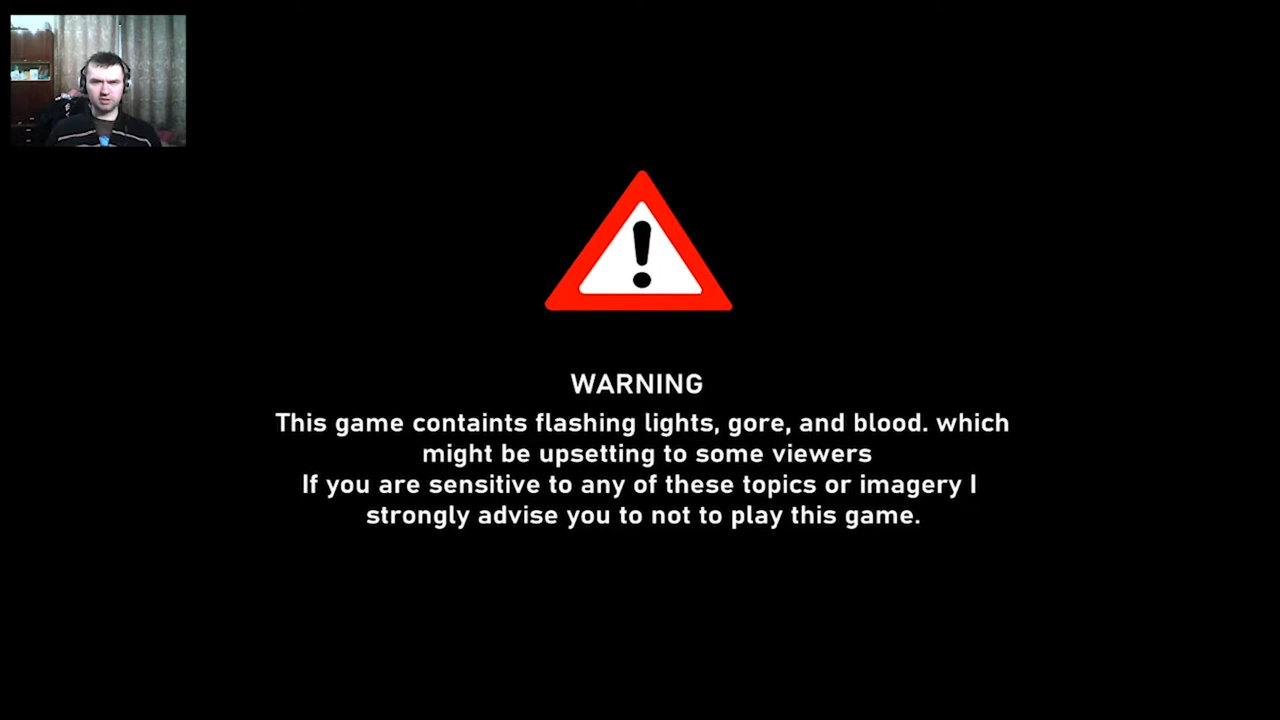 WARNING
This game containts flashing lights, gore, and blood. which
might be upsetting to some viewers
If you are sensitive to any of these topics or imagery I
strongly advise you to not to play this game.